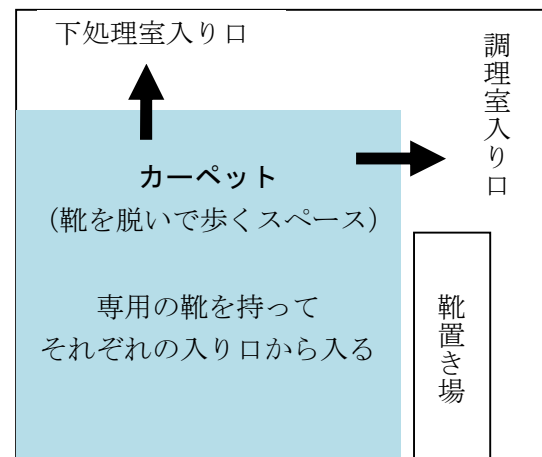 下処理室入り口
調理室入り口
カーペット
（靴を脱いで歩くスペース）
専用の靴を持って
それぞれの入り口から入る
靴置き場